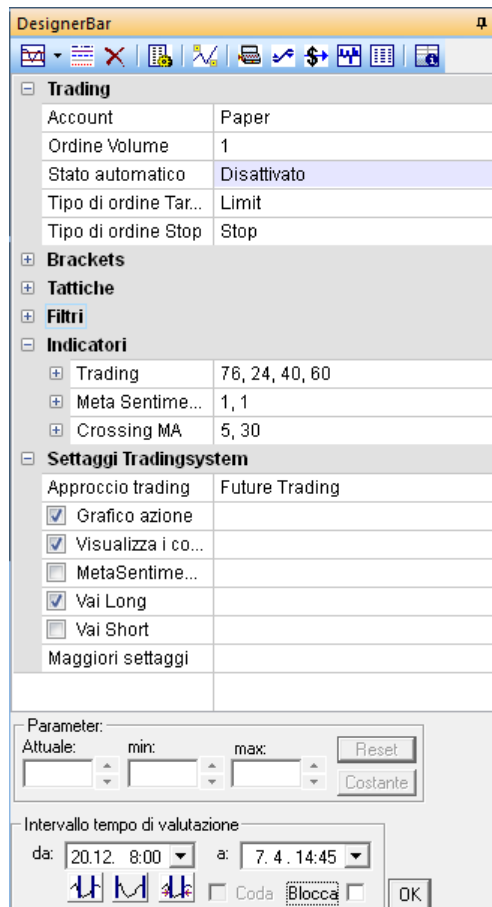 DesignerBar
Trading
Account Paper
Ordine Volume 1
Stato automatico Disattivato
Tipo di ordine Tar... Limit
Tipo di ordine Stop Stop
Brackets
Tattiche
Filtri
Indicatori
Trading 76, 24, 40, 60
Meta Sentime... 1, 1
Crossing MA 5, 30
Settaggi Tradingsystem
Approccio trading Future Trading
Grafico azione
Visualizza i co...
MetaSentime...
Vai Long
Vai Short
Maggiori settaggi
Parameter:
Attuale: min: max: Reset
Costante
Intervallo tempo di valutazione
da: 20.12. 8:00 a: 7. 4 . 14:45
Coda Blocca OK